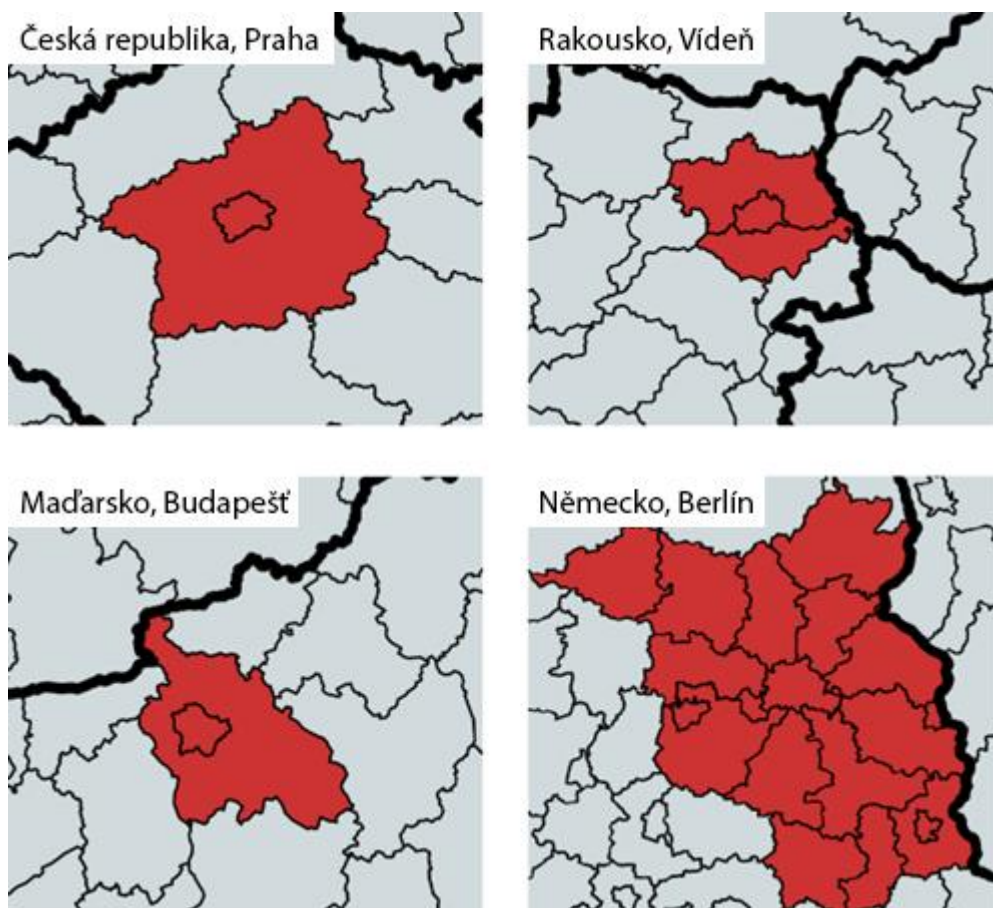 Česká republika, Praha
Rakousko, Vídeň
Maďarsko, Budapešť
Německo, Berlín